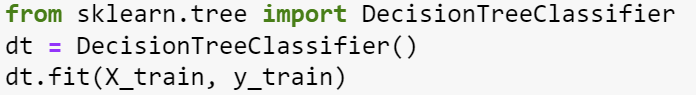 from sklearn.tree import DecisionTreeClassifier
dt = DecisionTreeClassifier()
dt.fit(X_train, y_train)